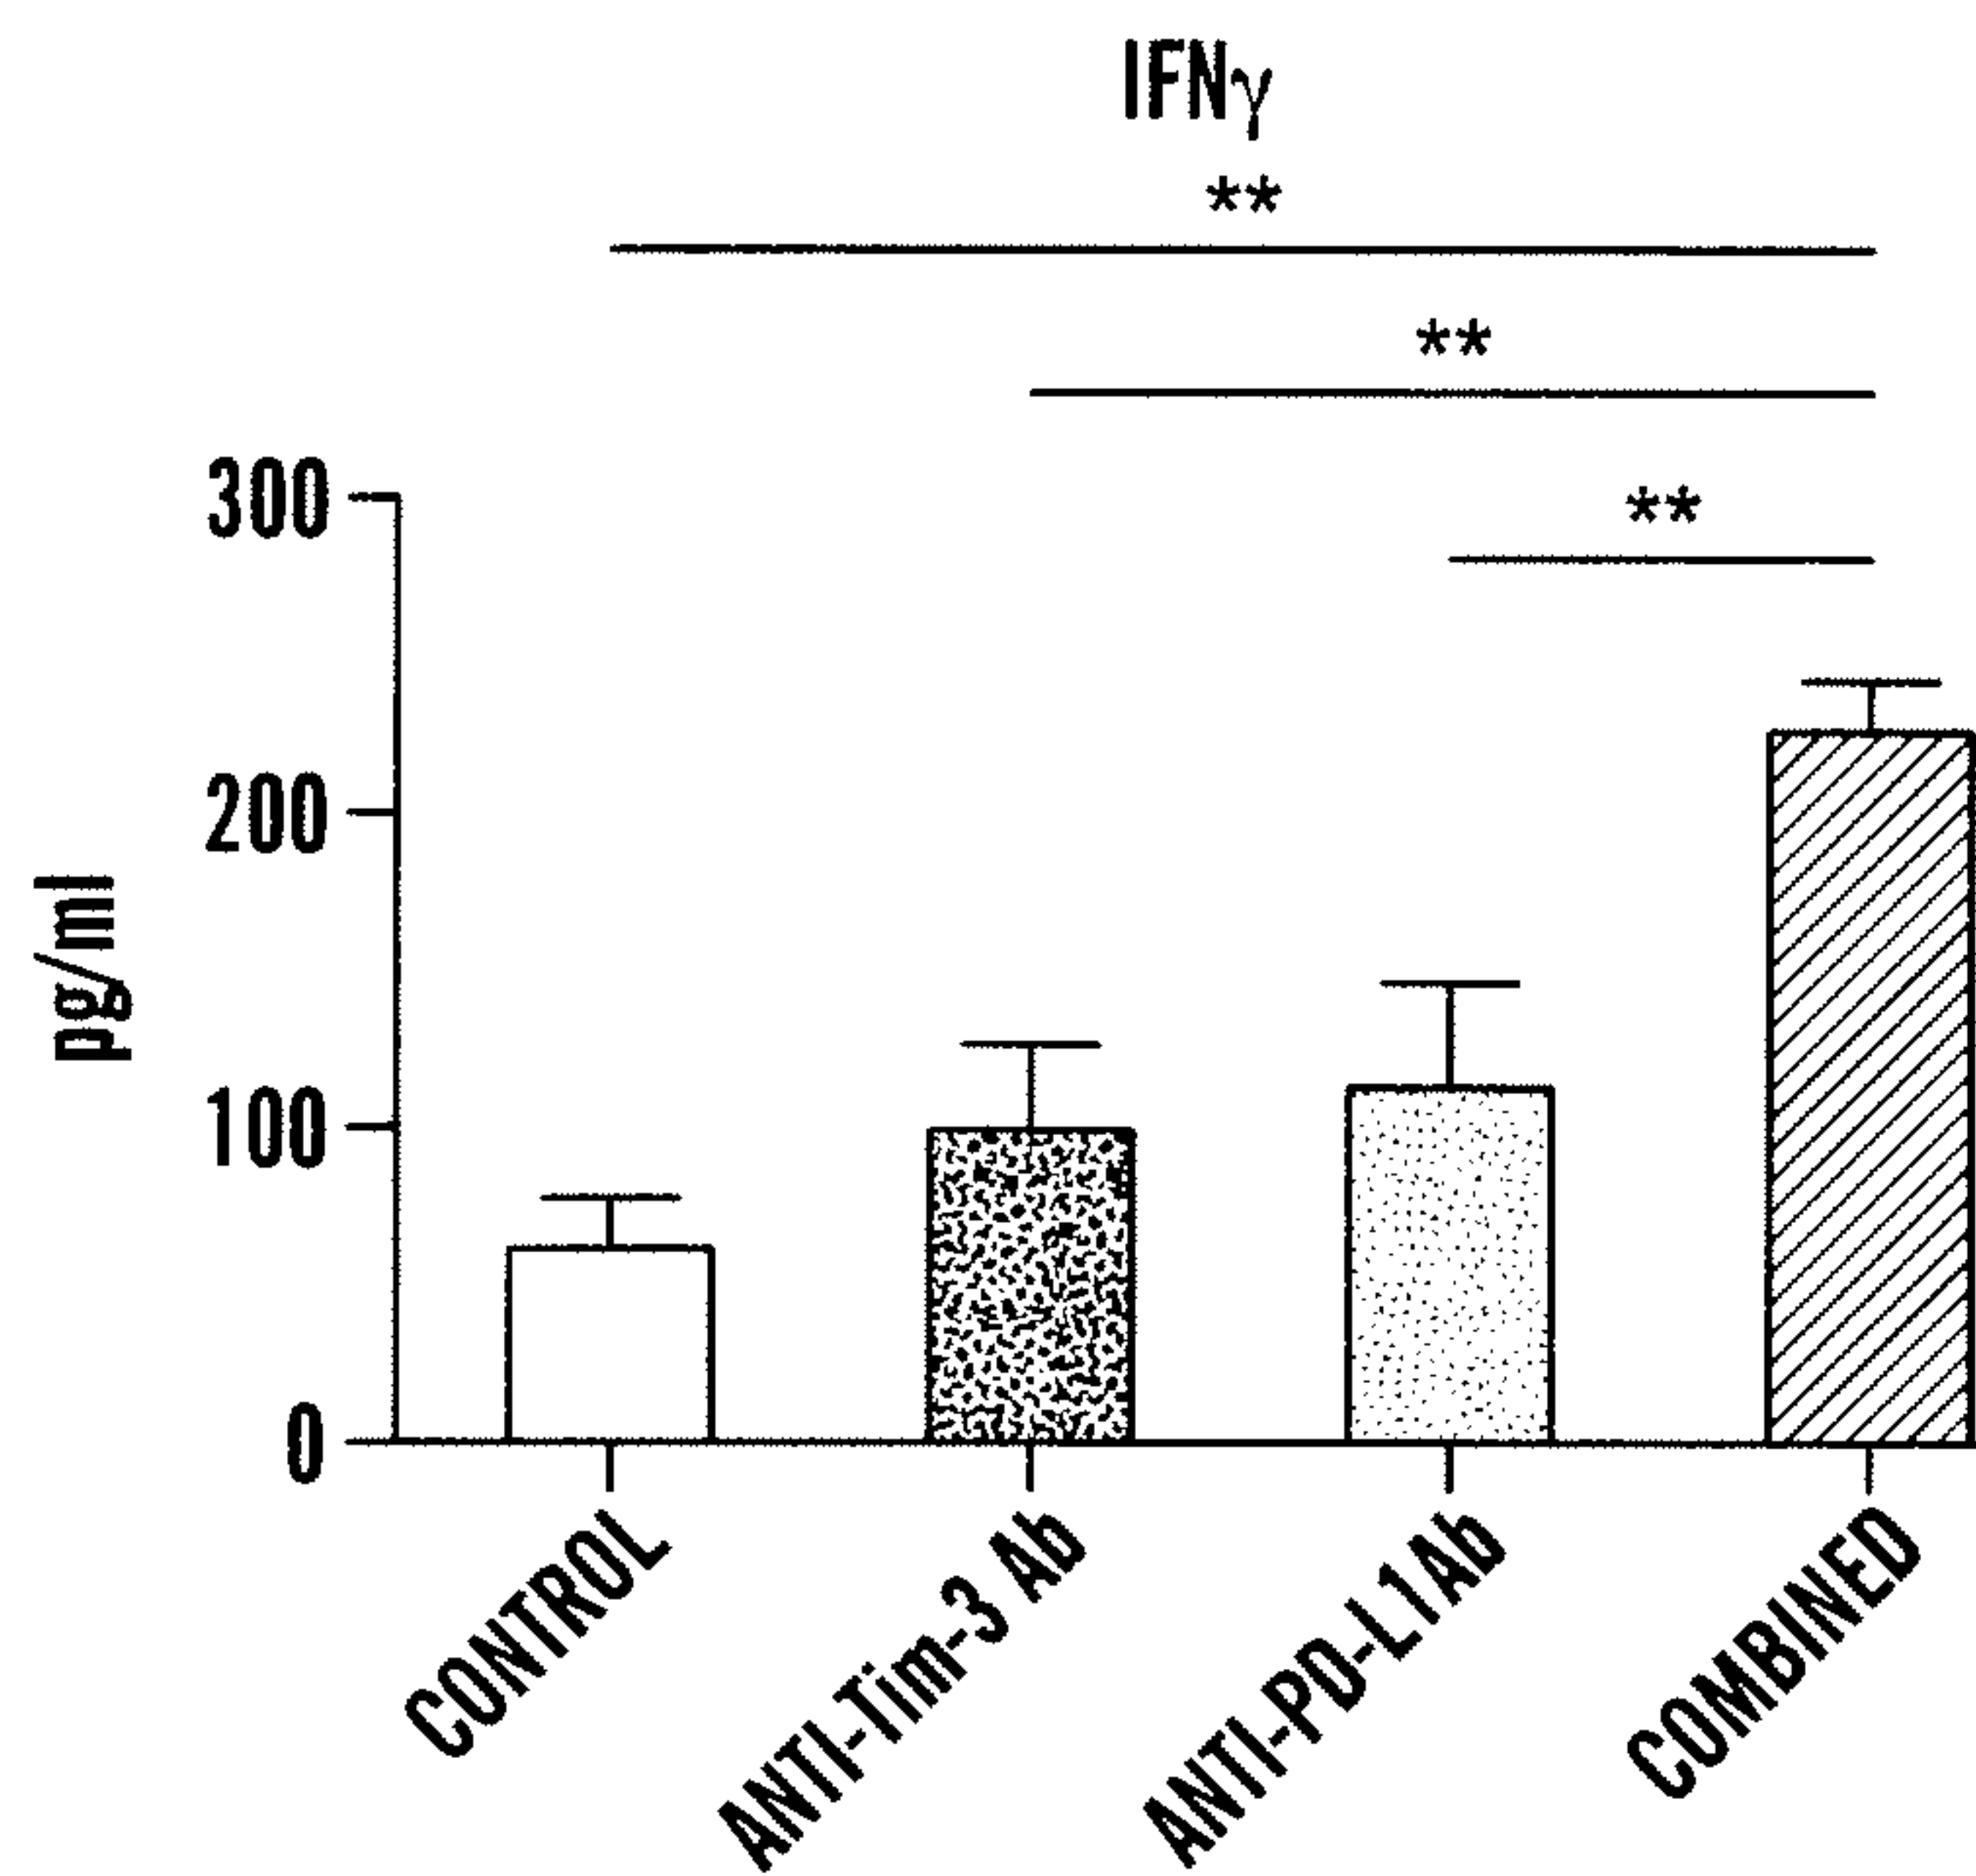 IFNγ
**
**
**
300
200
100
0
pg/ml
CONTROL
ANTI-Tim-3 Ab
ANTI-PD-L1Ab
COMBINED